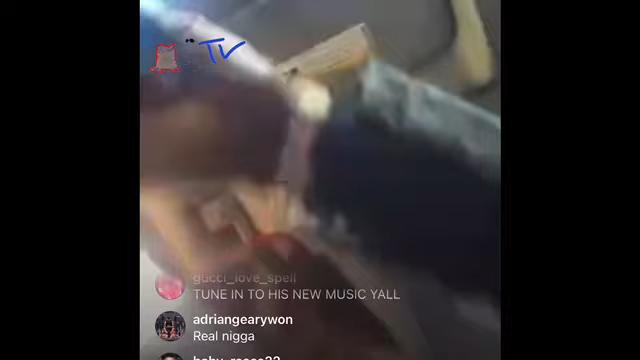 TV
gucci_love_spell
TUNE IN TO HIS NEW MUSIC YALL
adriangearywon
Real nigga